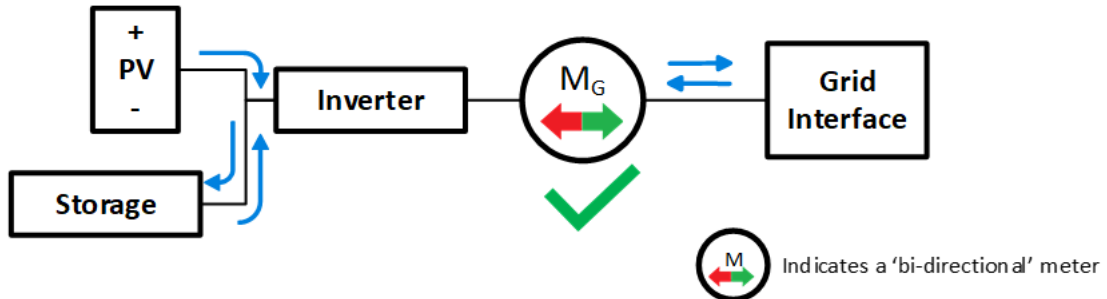 +
PV
-
Inverter
MG
Grid
Interface
Storage
M
Indicates a 'bi-directional' meter